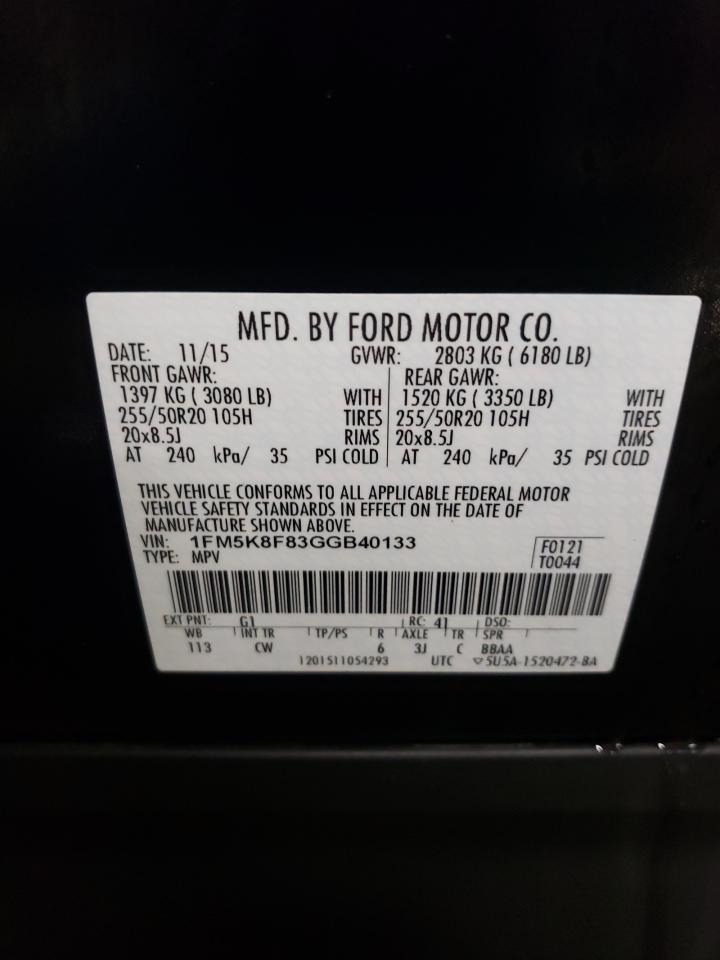 MFD. BY FORD MOTOR CO.
DATE: 11/15 GVWR: 2803 KG ( 6180 LB)
FRONT GAWR: REAR GAWR:
1397 KG ( 3080 LB) WITH 1520 KG ( 3350 LB) WITH
255/50R20 105H TIRES 255/50R20 105H TIRES
20x8.5J RIMS 20x8.5J RIMS
AT 240 kPa/ 35 PSI COLD AT 240 kPa/ 35 PSI COLD
THIS VEHICLE CONFORMS TO ALL APPLICABLE FEDERAL MOTOR
VEHICLE SAFETY STANDARDS IN EFFECT ON THE DATE OF
MANUFACTURE SHOWN ABOVE.
VIN: 1FM5K8F83GGB40133 F0121
TYPE: MPV T0044
EXT PNT: G1 RC: 41 DSO:
WB INT TR TP/PS R AXLE TR SPR
113 CW 6 3J C BBAA
1201511054293 UTC ▽5U5A-1520472-BA